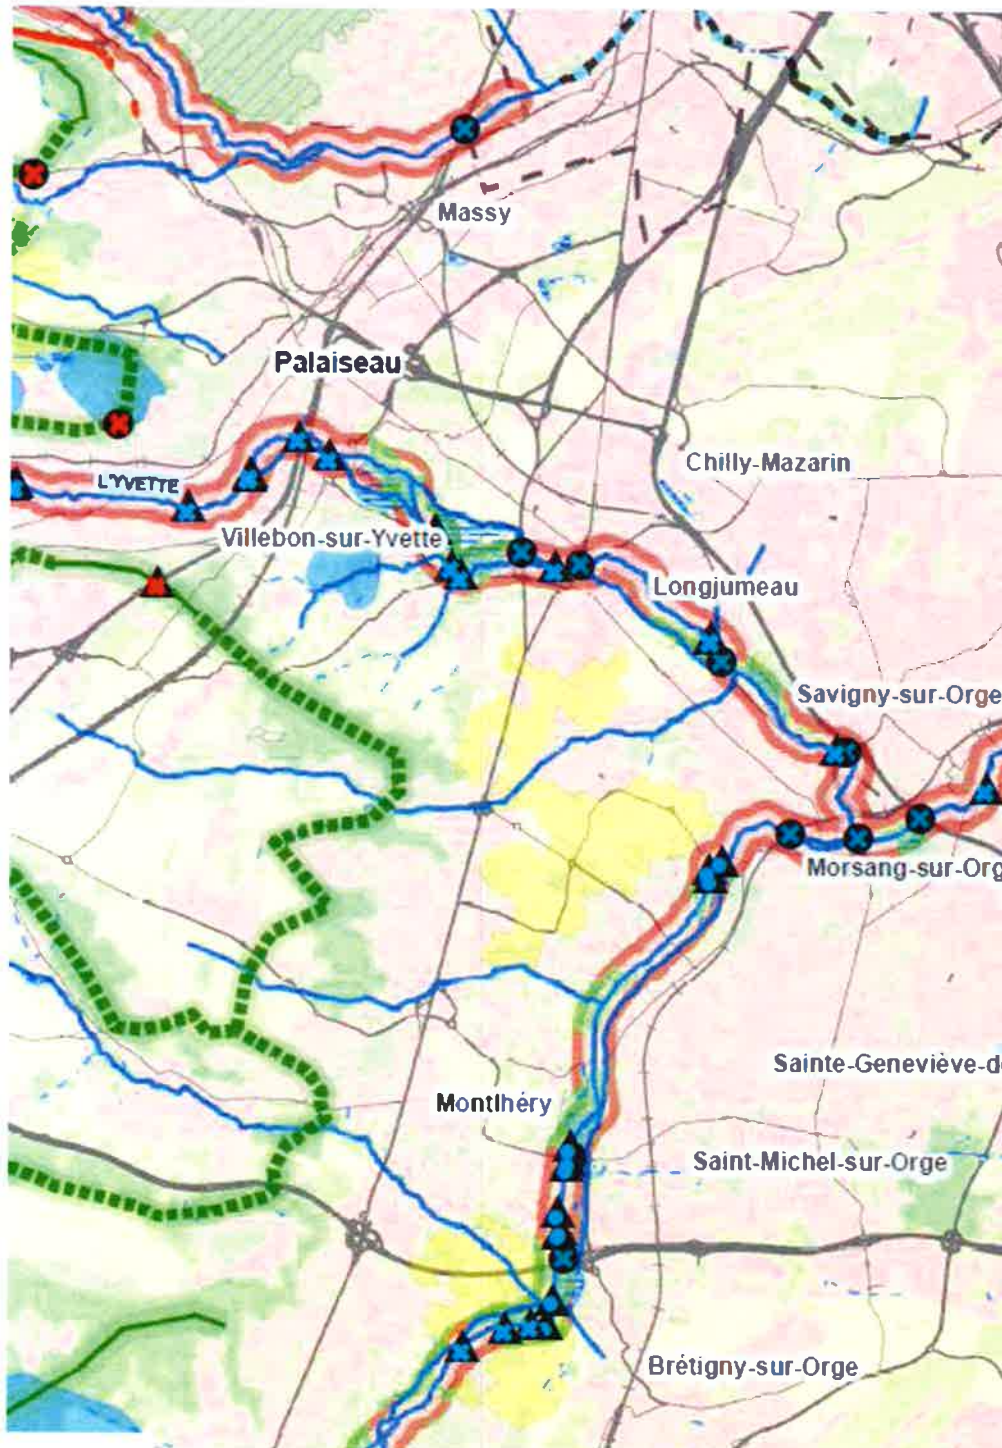 Massy
Palaiseau
Chilly-Mazarin
L'YVETTE
Villebon-sur-Yvette
Longjumeau
Savigny-sur-Orge
Morsang-sur-Org
Sainte-Geneviève-d
Montlhéry
Saint-Michel-sur-Orge
Brétigny-sur-Orge